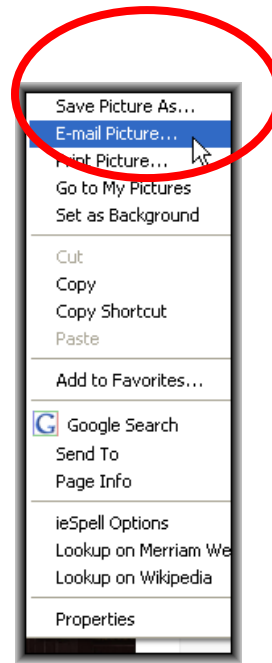 Save Picture As...
E-mail Picture...
Print Picture...
Go to My Pictures
Set as Background
Cut
Copy
Copy Shortcut
Paste
Add to Favorites...
G Google Search
Send To
Page Info
ieSpell Options
Lookup on Merriam We
Lookup on Wikipedia
Properties